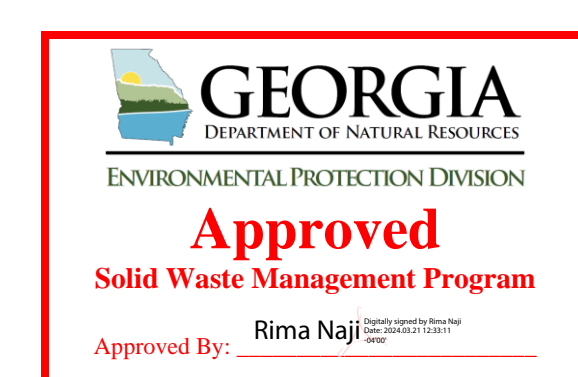 GEORGIA
DEPARTMENT OF NATURAL RESOURCES
ENVIRONMENTAL PROTECTION DIVISION
Approved
Solid Waste Management Program
Rima Naji
Digitally signed by Rima Naji
Date: 2024.03.21 12:33:11
-04'00'
Approved By: